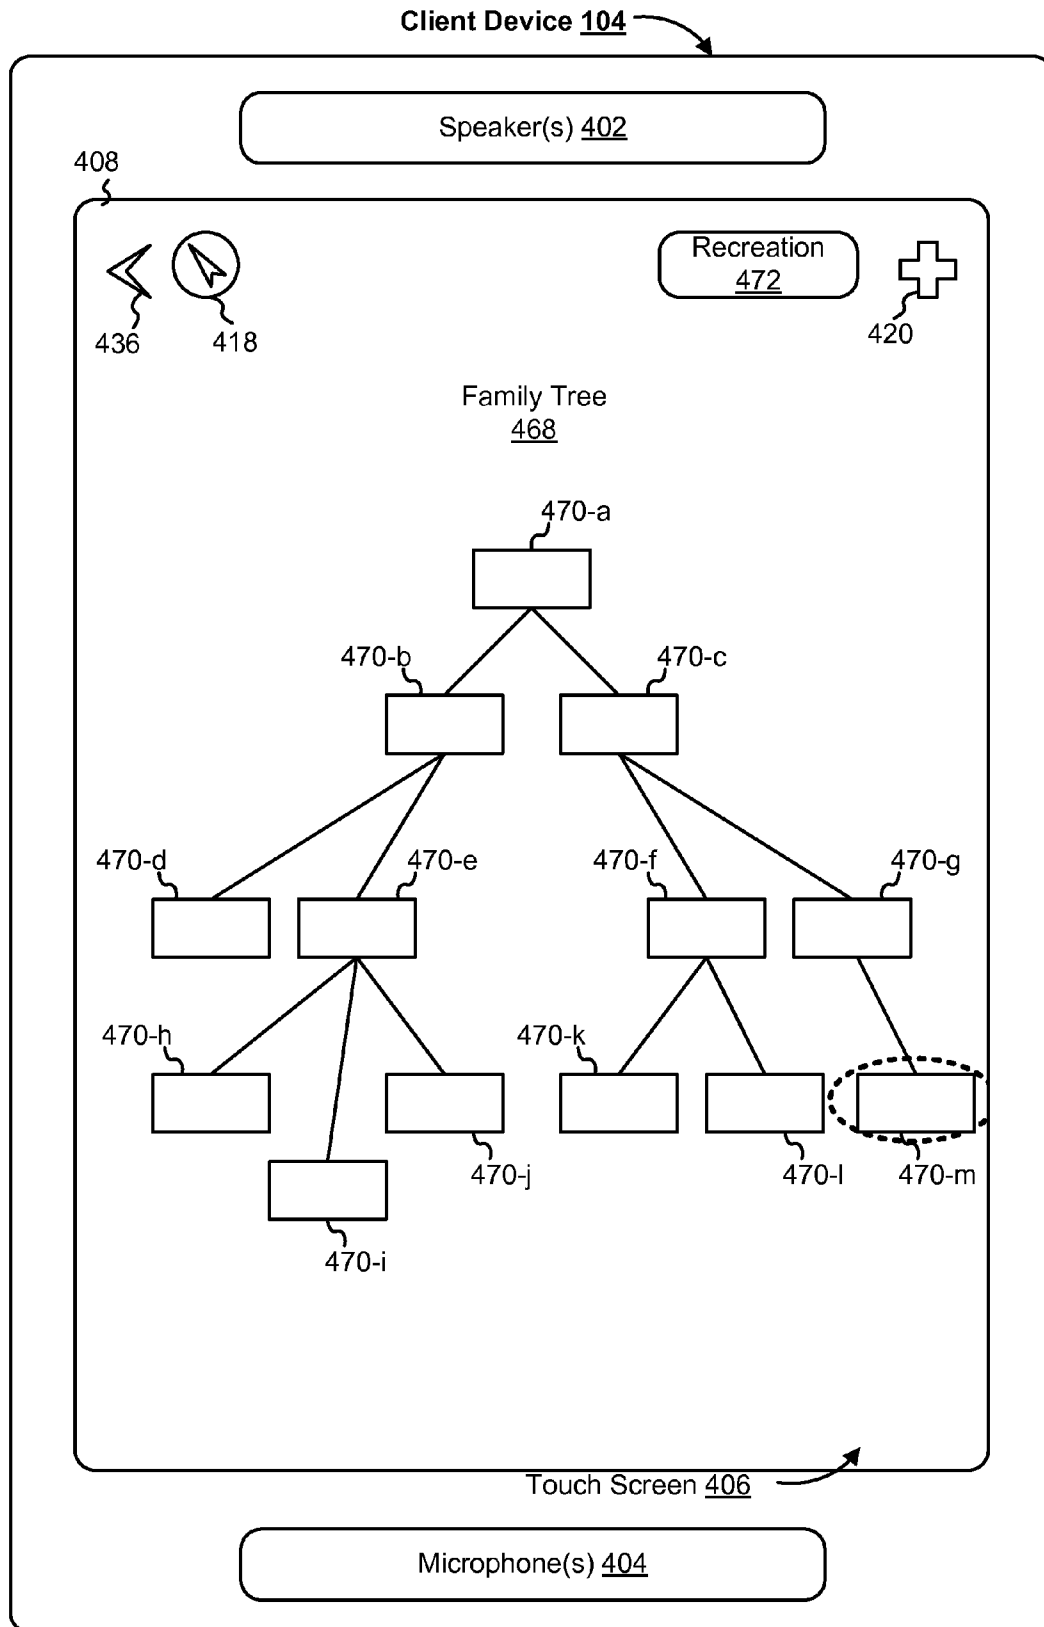 Client Device 104
Speaker(s) 402
408
Recreation
472
436
418
420
Family Tree
468
470-a
470-b
470-c
470-d
470-e
470-f
470-g
470-h
470-k
470-j
470-l
470-m
470-i
Touch Screen 406
Microphone(s) 404